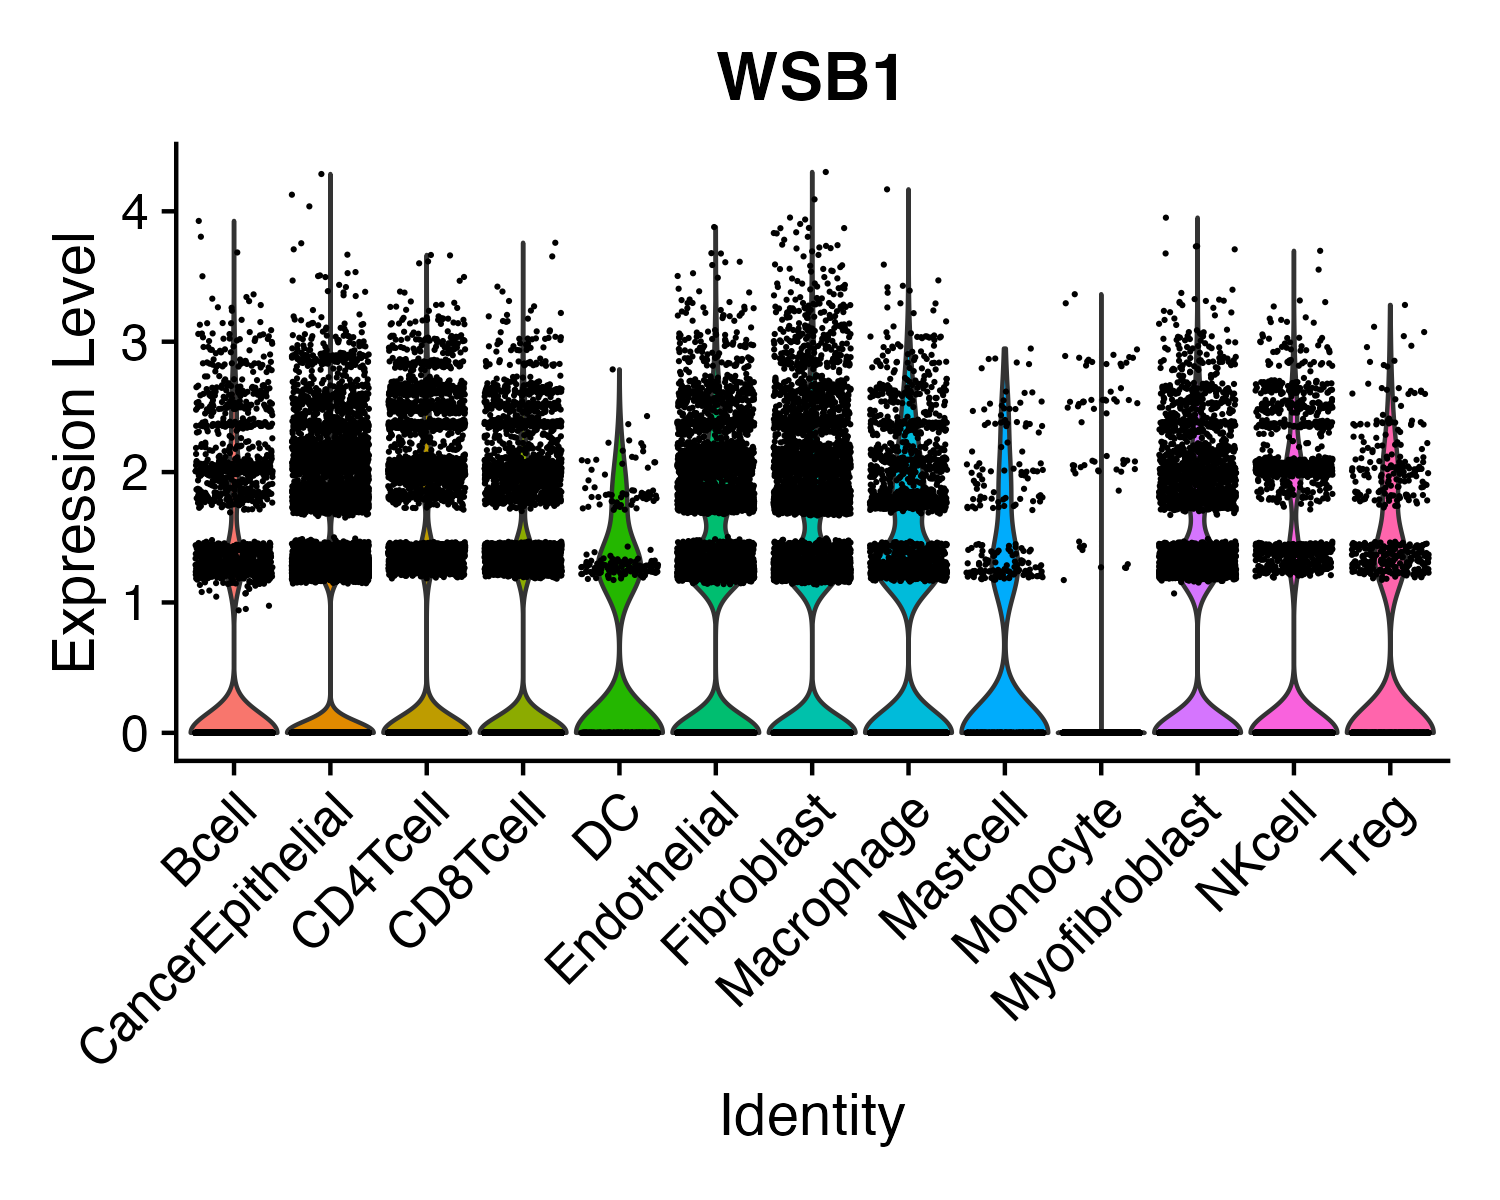 WSB1
Expression Level
4
3
2
1
0
Bcell
CancerEpithelial
CD4Tcell
CD8Tcell
DC
Endothelial
Fibroblast
Macrophage
Mastcell
Monocyte
Myofibroblast
NKcell
Treg
Identity